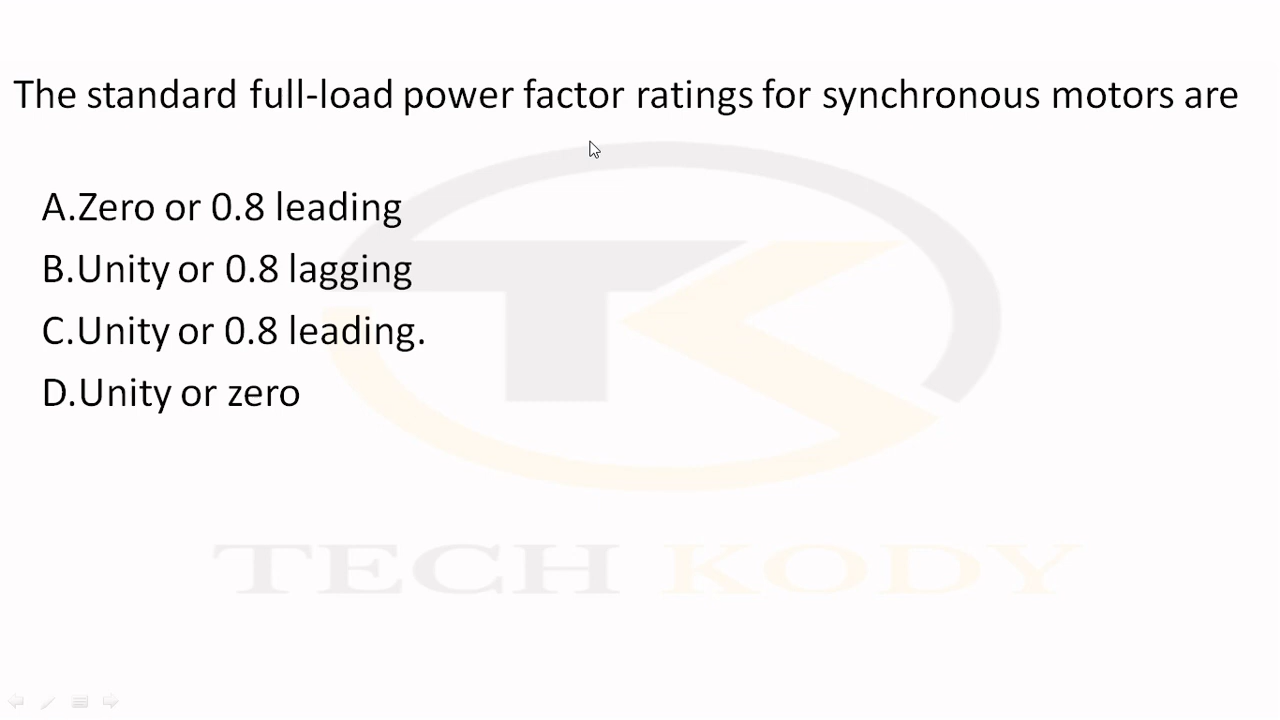 The standard full-load power factor ratings for synchronous motors are
A.Zero or 0.8 leading
B.Unity or 0.8 lagging
C.Unity or 0.8 leading.
D.Unity or zero
TECH KODY